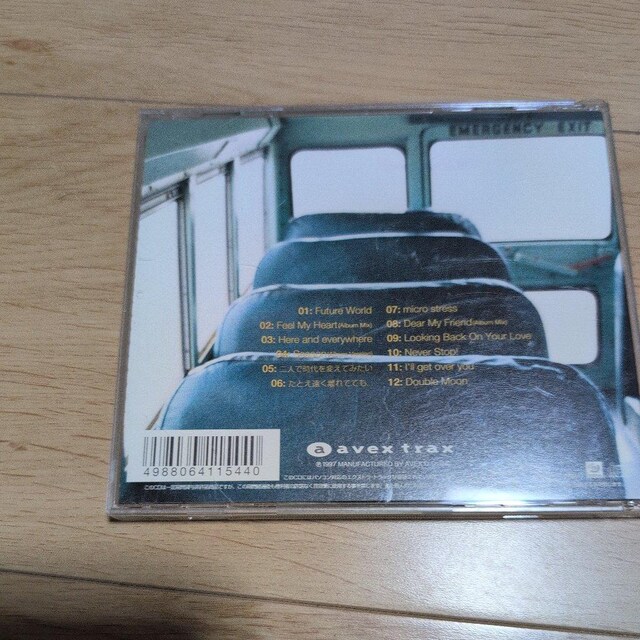 EMERGENCY EXIT
01: Future World
02: Feel My Heart(Album Mix)
03: Here and everywhere
04:
05: 二人で時代を変えてみたい
06: たとえ遠く離れてても
07: micro stress
08: Dear My Friend(Album Mix)
09: Looking Back On Your Love
10: Never Stop!
11: I'll get over you
12: Double Moon
a avex trax
℗1997 MANUFACTURED BY AVEX
4988064115440